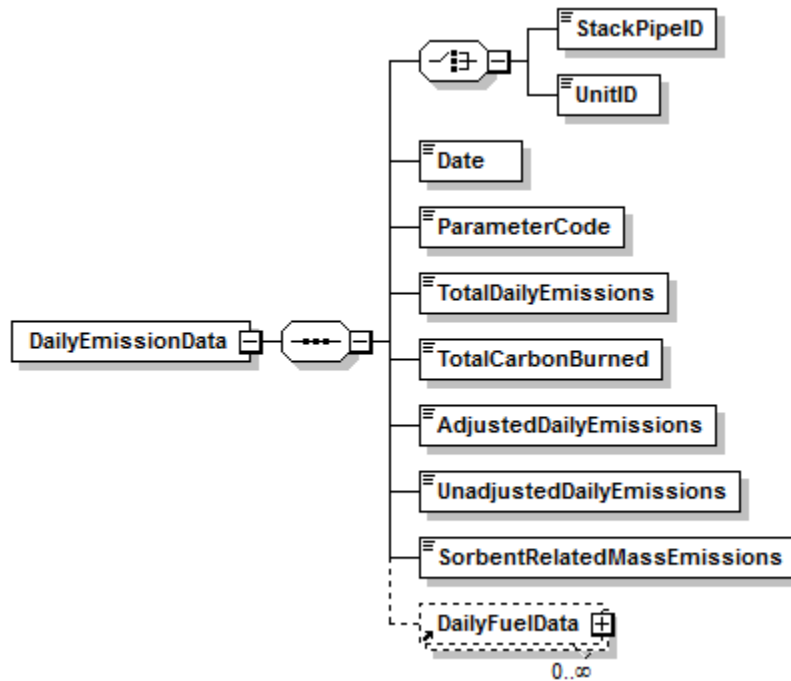 StackPipeID
UnitID
Date
ParameterCode
TotalDailyEmissions
DailyEmissionData
TotalCarbonBurned
AdjustedDailyEmissions
UnadjustedDailyEmissions
SorbentRelatedMassEmissions
DailyFuelData
0..∞